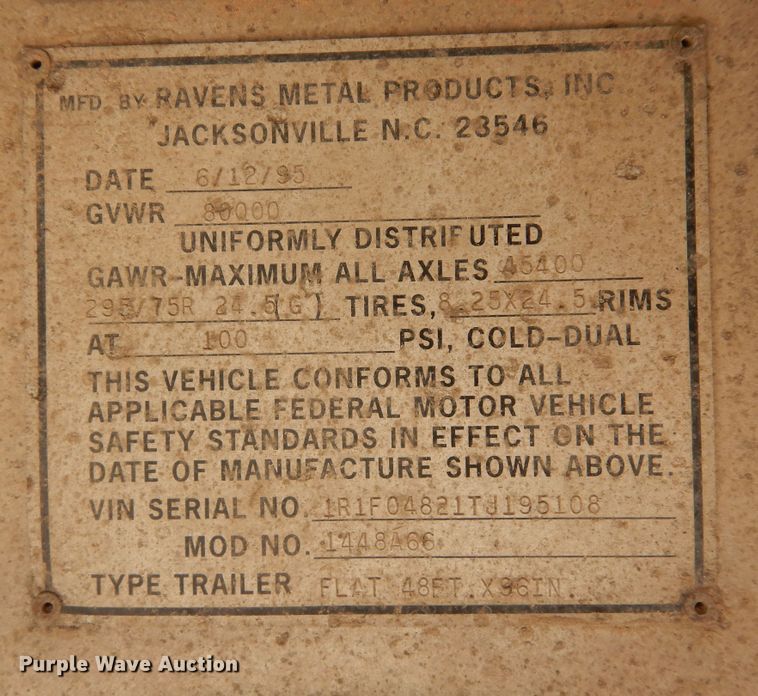 MFD. BY RAVENS METAL PRODUCTS, INC
JACKSONVILLE N.C. 23546
DATE 6/12/95
GVWR 80000
UNIFORMLY DISTRIFUTED
GAWR-MAXIMUM ALL AXLES 45400
295/75R 24.5(G) TIRES, 8.25X24.5 RIMS
AT 100 PSI, COLD-DUAL
THIS VEHICLE CONFORMS TO ALL
APPLICABLE FEDERAL MOTOR VEHICLE
SAFETY STANDARDS IN EFFECT ON THE
DATE OF MANUFACTURE SHOWN ABOVE.
VIN SERIAL NO. 1R1F04821TJ195108
MOD NO. 1448A66
TYPE TRAILER FLAT 48FT.X96IN.
Purple Wave Auction